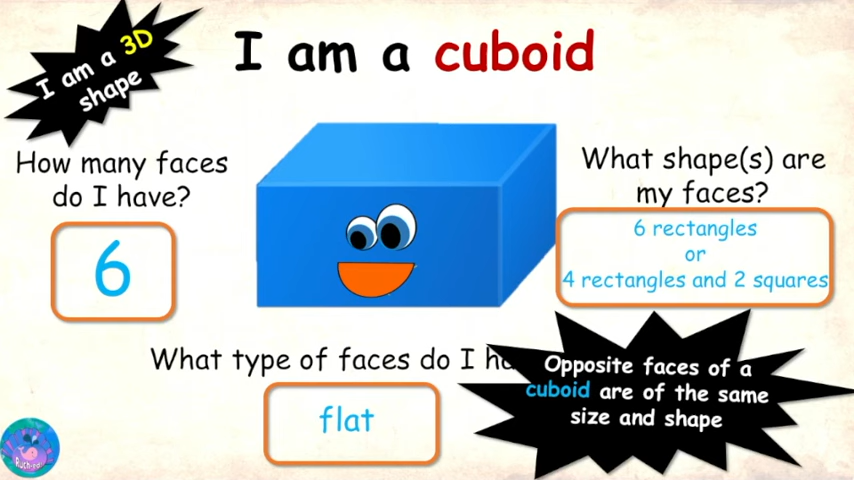 I am a 3D
shape
I am a cuboid
How many faces
do I have?
6
What shape(s) are
my faces?
6 rectangles
or
4 rectangles and 2 squares
What type of faces do I
flat
Opposite faces of a
cuboid are of the same
size and shape